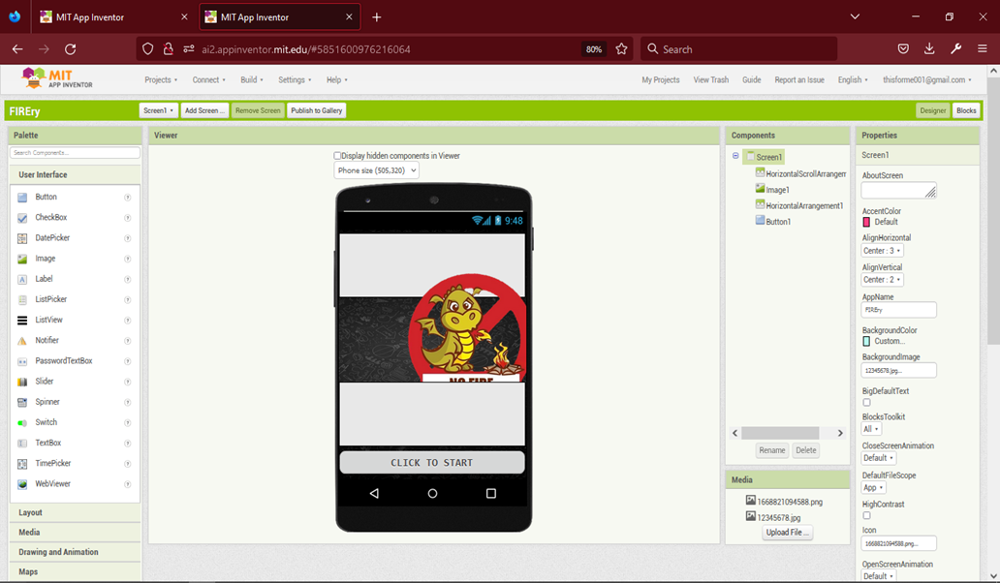 MIT App Inventor
MIT App Inventor
ai2.appinventor.mit.edu/#5851600976216064
80%
Search
MIT
APP INVENTOR
Projects
Connect
Build
Settings
Help
My Projects
View Trash
Guide
Report an Issue
English
thisforme001@gmail.com
FIREry
Screen1
Add Screen ...
Remove Screen
Publish to Gallery
Designer
Blocks
Palette
Search Components...
User Interface
Button
CheckBox
DatePicker
Image
Label
ListPicker
ListView
Notifier
PasswordTextBox
Slider
Spinner
Switch
TextBox
TimePicker
WebViewer
Layout
Media
Drawing and Animation
Maps
Viewer
Display hidden components in Viewer
Phone size (505,320)
9:48
NO FIRE
CLICK TO START
Components
Screen1
HorizontalScrollArrangem
Image1
HorizontalArrangement1
Button1
Rename
Delete
Media
1668821094588.png
12345678.jpg
Upload File ...
Properties
Screen1
AboutScreen
AccentColor
Default
AlignHorizontal
Center : 3
AlignVertical
Center : 2
AppName
FIREry
BackgroundColor
Custom...
BackgroundImage
12345678.jpg...
BigDefaultText
BlocksToolkit
All
CloseScreenAnimation
Default
DefaultFileScope
App
HighContrast
Icon
1668821094588.png...
OpenScreenAnimation
Default